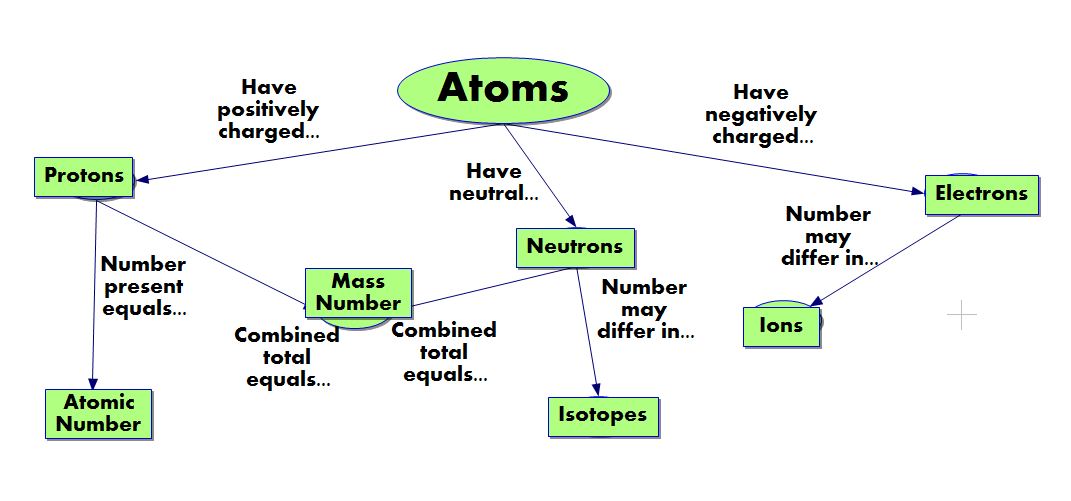 Atoms
Have
positively
charged...
Have
negatively
charged...
Have
neutral...
Protons
Electrons
Neutrons
Number
may
differ in...
Number
present
equals...
Mass
Number
Number
may
differ in...
Combined
total
equals...
Combined
total
equals...
Ions
Atomic
Number
Isotopes